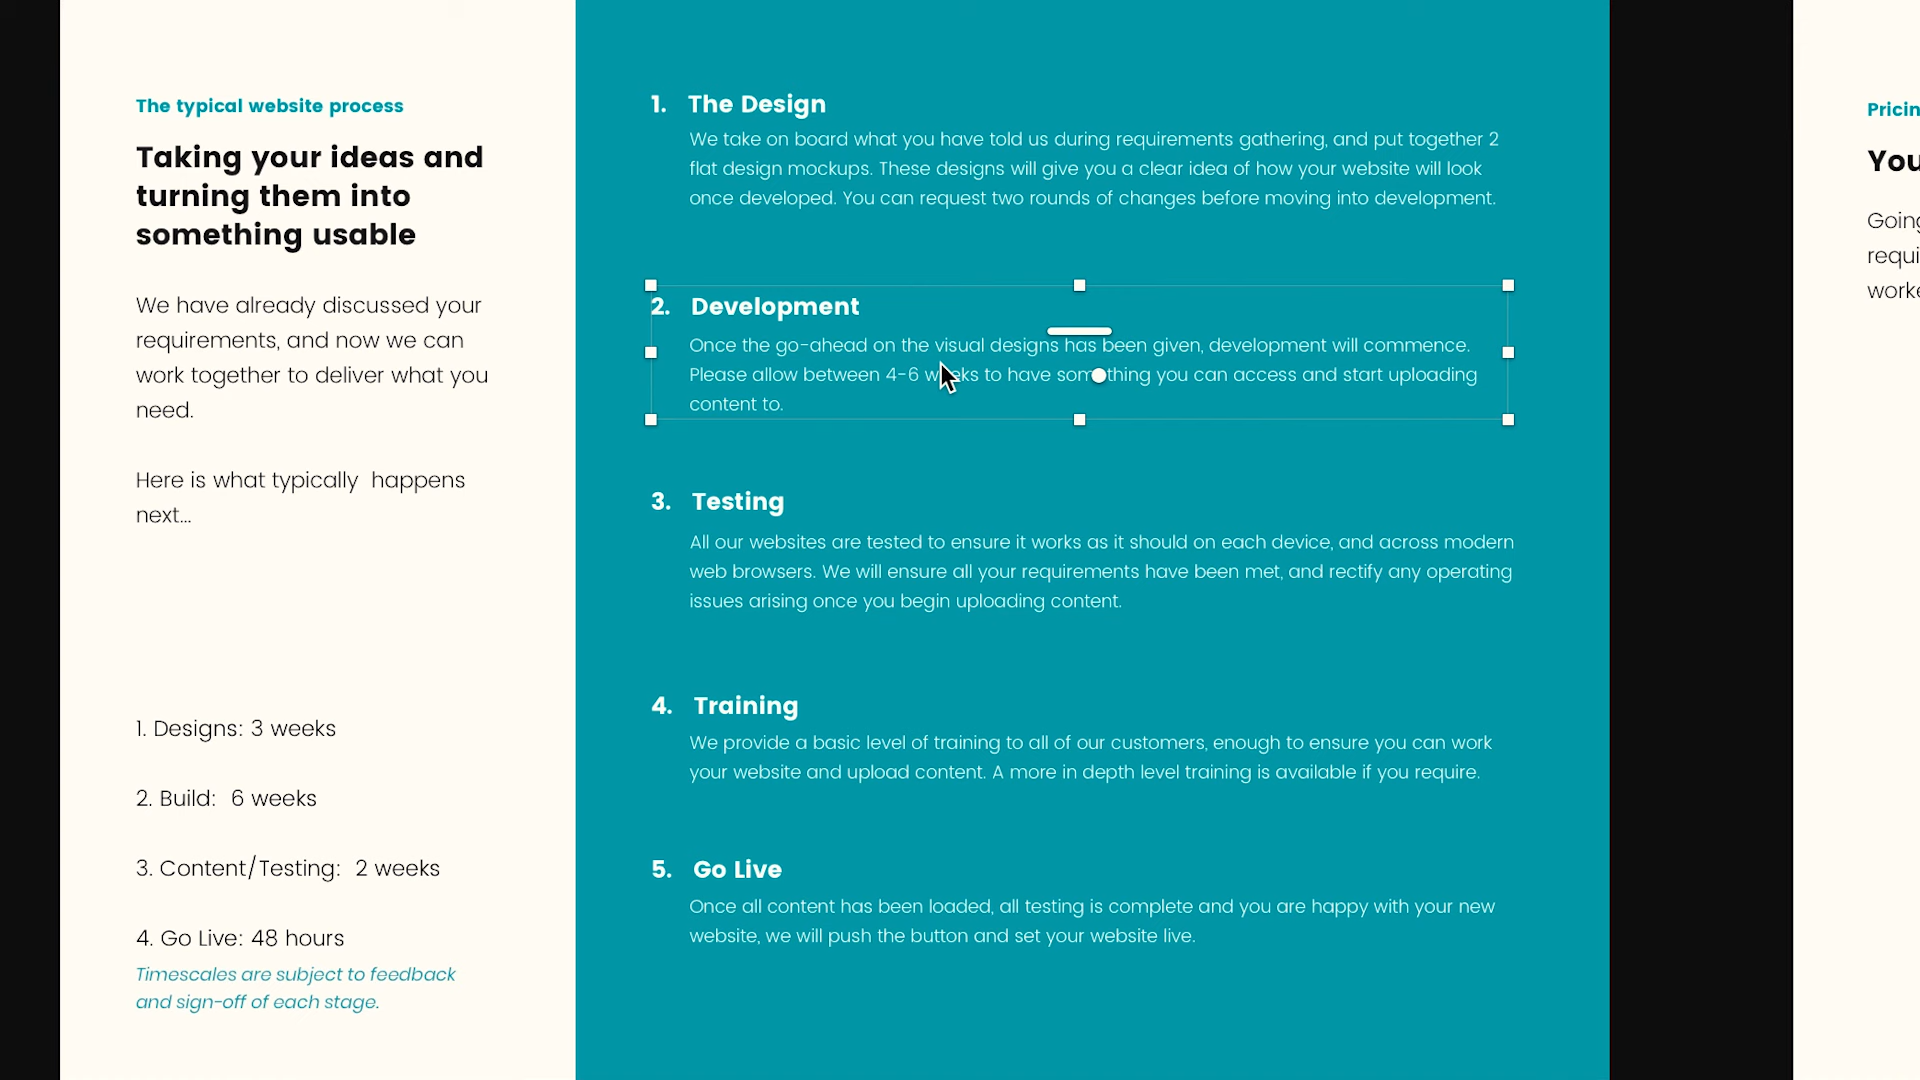 The typical website process
Taking your ideas and
turning them into
something usable
We have already discussed your
requirements, and now we can
work together to deliver what you
need.
Here is what typically  happens
next...
1. Designs: 3 weeks
2. Build:  6 weeks
3. Content/Testing:  2 weeks
4. Go Live: 48 hours
Timescales are subject to feedback
and sign-off of each stage.
1. The Design
We take on board what you have told us during requirements gathering, and put together 2
flat design mockups. These designs will give you a clear idea of how your website will look
once developed. You can request two rounds of changes before moving into development.
2. Development
Once the go-ahead on the visual designs has been given, development will commence.
Please allow between 4-6 weeks to have something you can access and start uploading
content to.
3. Testing
All our websites are tested to ensure it works as it should on each device, and across modern
web browsers. We will ensure all your requirements have been met, and rectify any operating
issues arising once you begin uploading content.
4. Training
We provide a basic level of training to all of our customers, enough to ensure you can work
your website and upload content. A more in depth level training is available if you require.
5. Go Live
Once all content has been loaded, all testing is complete and you are happy with your new
website, we will push the button and set your website live.